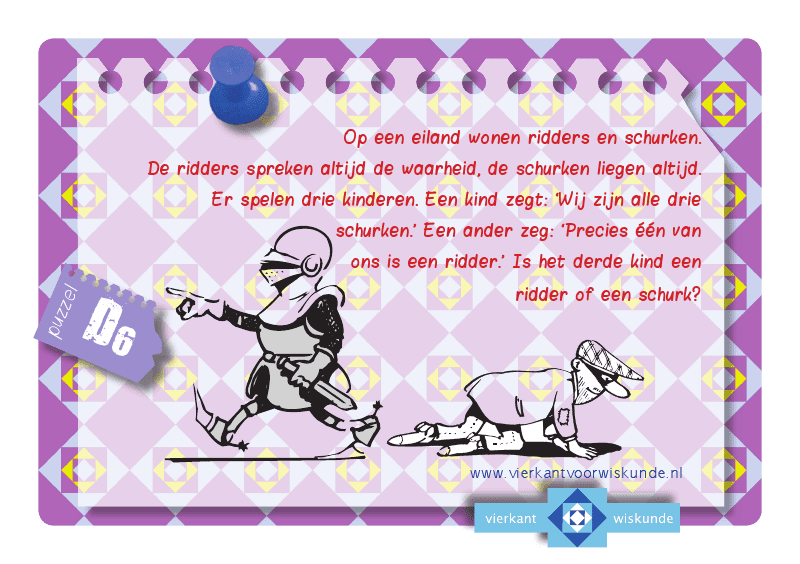 Op een eiland wonen ridders en schurken.
De ridders spreken altijd de waarheid, de schurken liegen altijd.
Er spelen drie kinderen. Een kind zegt: 'Wij zijn alle drie
schurken.' Een ander zeg: 'Precies één van
ons is een ridder.' Is het derde kind een
ridder of een schurk?
puzzel
D6
www.vierkantvoorwiskunde.nl
vierkant wiskunde